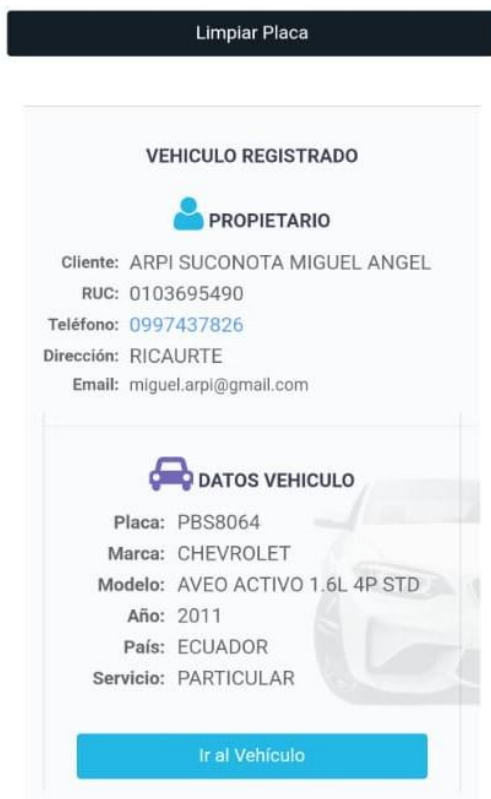 Limpiar Placa
VEHICULO REGISTRADO
PROPIETARIO
Cliente: ARPI SUCONOTA MIGUEL ANGEL
RUC: 0103695490
Teléfono: 0997437826
Dirección: RICAURTE
Email: miguel.arpi@gmail.com
DATOS VEHICULO
Placa: PBS8064
Marca: CHEVROLET
Modelo: AVEO ACTIVO 1.6L 4P STD
Año: 2011
País: ECUADOR
Servicio: PARTICULAR
Ir al Vehículo